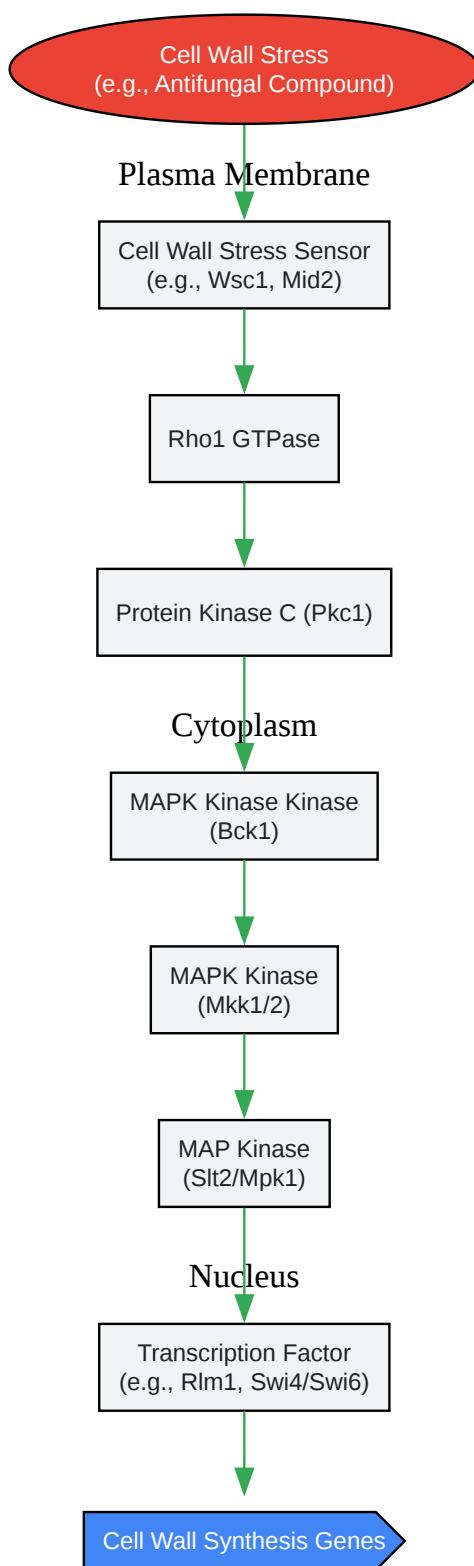 Cell Wall Stress
(e.g., Antifungal Compound)
Plasma Membrane
Cell Wall Stress Sensor
(e.g., Wsc1, Mid2)
Rho1 GTPase
Protein Kinase C (Pkc1)
Cytoplasm
MAPK Kinase Kinase
(Bck1)
MAPK Kinase
(Mkk1/2)
MAP Kinase
(Slt2/Mpk1)
Nucleus
Transcription Factor
(e.g., Rlm1, Swi4/Swi6)
Cell Wall Synthesis Genes